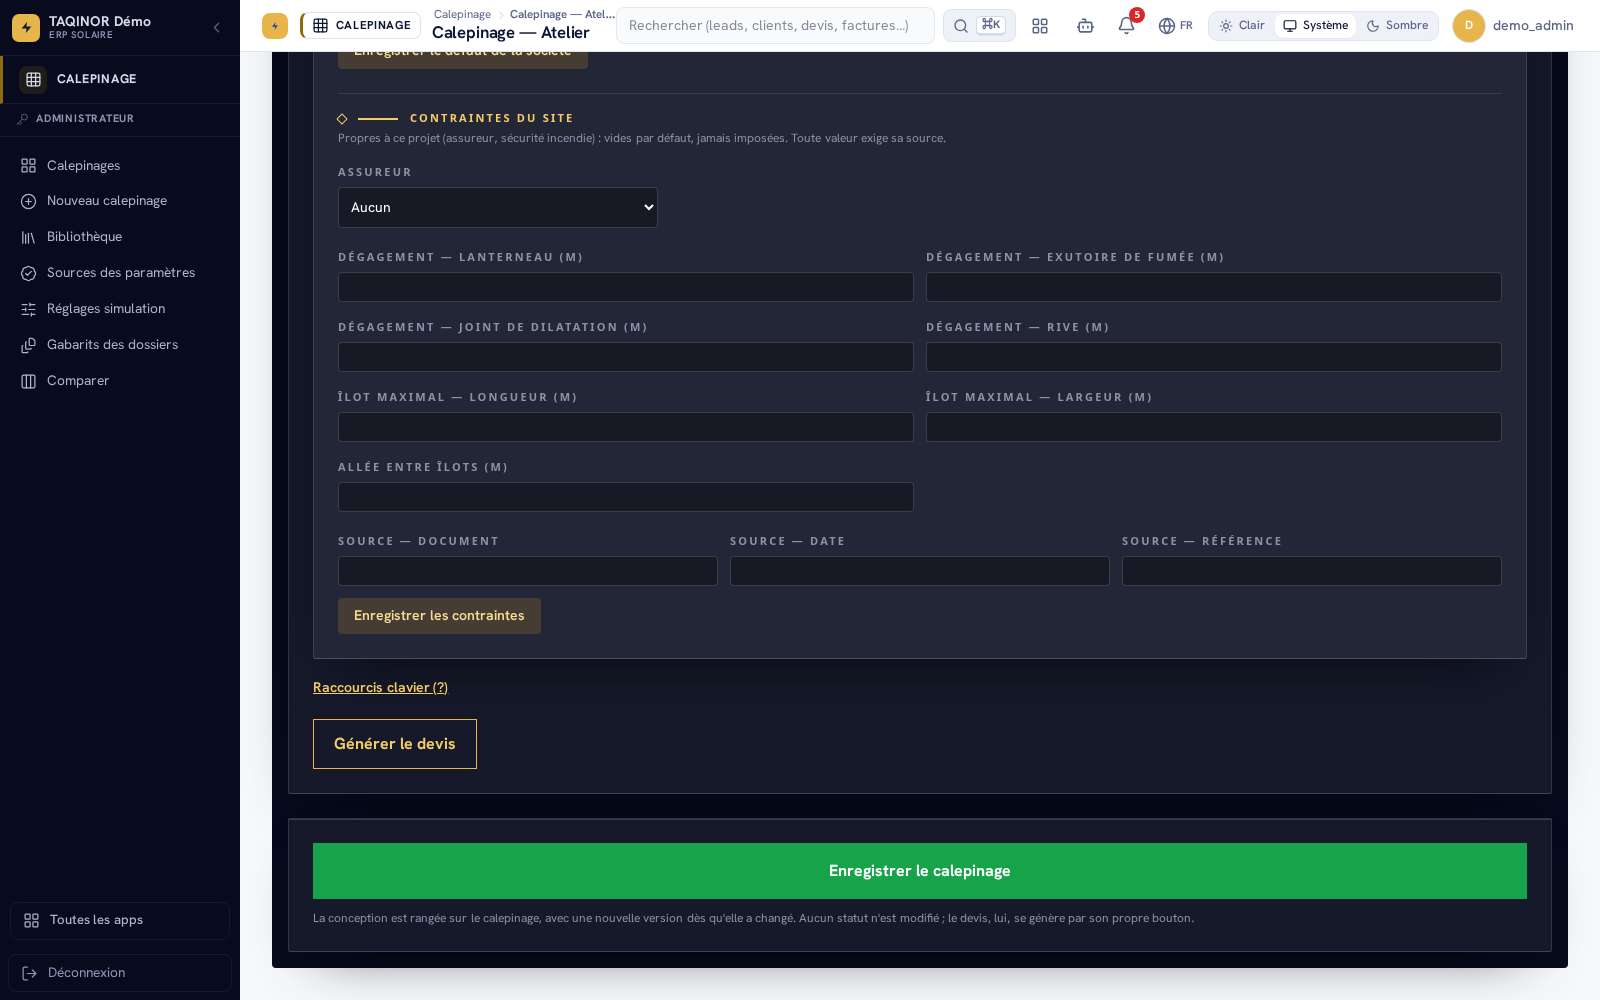 TAQINOR Démo
ERP SOLAIRE
CALEPINAGE
ADMINISTRATEUR
Calepinages
Nouveau calepinage
Bibliothèque
Sources des paramètres
Réglages simulation
Gabarits des dossiers
Comparer
Toutes les apps
Déconnexion
CALEPINAGE
Calepinage
Calepinage — Atel...
Calepinage — Atelier
Rechercher (leads, clients, devis, factures...)
⌘K
5
FR
Clair
Système
Sombre
D
demo_admin
Enregistrer le défaut de la société
CONTRAINTES DU SITE
Propres à ce projet (assureur, sécurité incendie) : vides par défaut, jamais imposées. Toute valeur exige sa source.
ASSUREUR
Aucun
DÉGAGEMENT — LANTERNEAU (M)
DÉGAGEMENT — EXUTOIRE DE FUMÉE (M)
DÉGAGEMENT — JOINT DE DILATATION (M)
DÉGAGEMENT — RIVE (M)
ÎLOT MAXIMAL — LONGUEUR (M)
ÎLOT MAXIMAL — LARGEUR (M)
ALLÉE ENTRE ÎLOTS (M)
SOURCE — DOCUMENT
SOURCE — DATE
SOURCE — RÉFÉRENCE
Enregistrer les contraintes
Raccourcis clavier (?)
Générer le devis
Enregistrer le calepinage
La conception est rangée sur le calepinage, avec une nouvelle version dès qu'elle a changé. Aucun statut n'est modifié ; le devis, lui, se génère par son propre bouton.